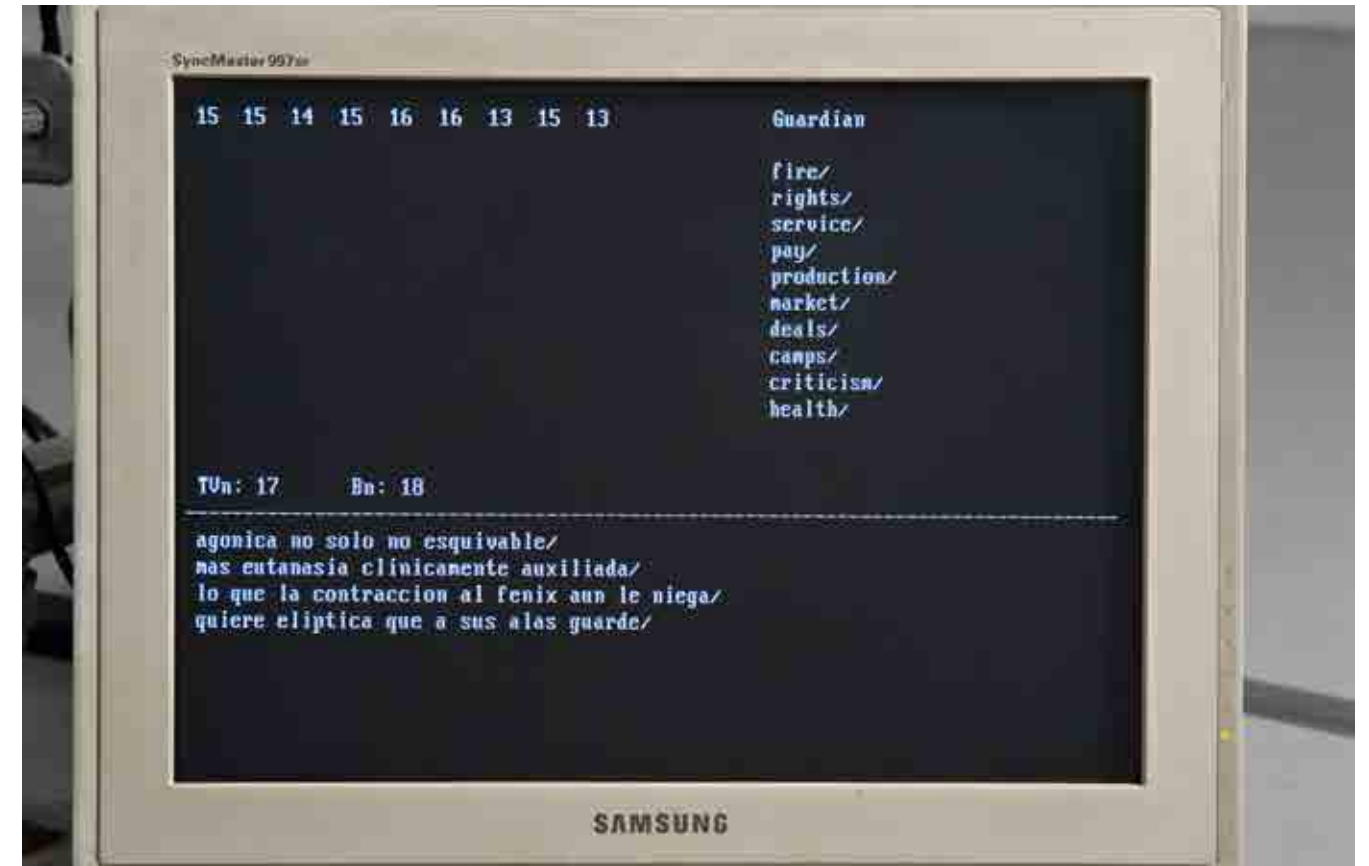 SyncMaster 997DF
15 15 14 15 16 16 13 15 13
Guardian
fire/
rights/
service/
pay/
production/
market/
deals/
camps/
criticism/
health/
TVn: 17 Bn: 18
agonica no solo no esquivable/
mas eutanasia clinicamente auxiliada/
lo que la contraccion al fenix aun le niega/
quiere eliptica que a sus alas guarde/
SAMSUNG